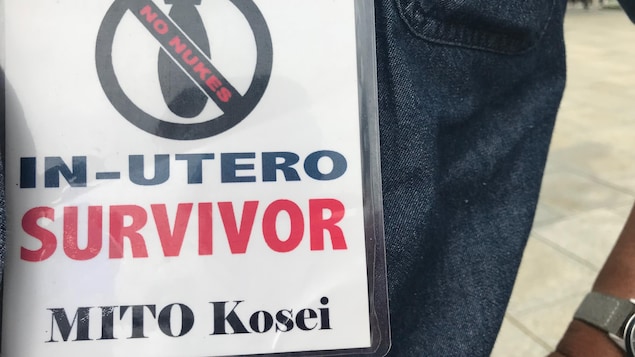 NO NUKES
IN-UTERO
SURVIVOR
MITO Kosei